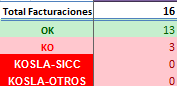 Total Facturaciones 16
OK 13
KO 3
KOSLA-SICC 0
KOSLA-OTROS 0